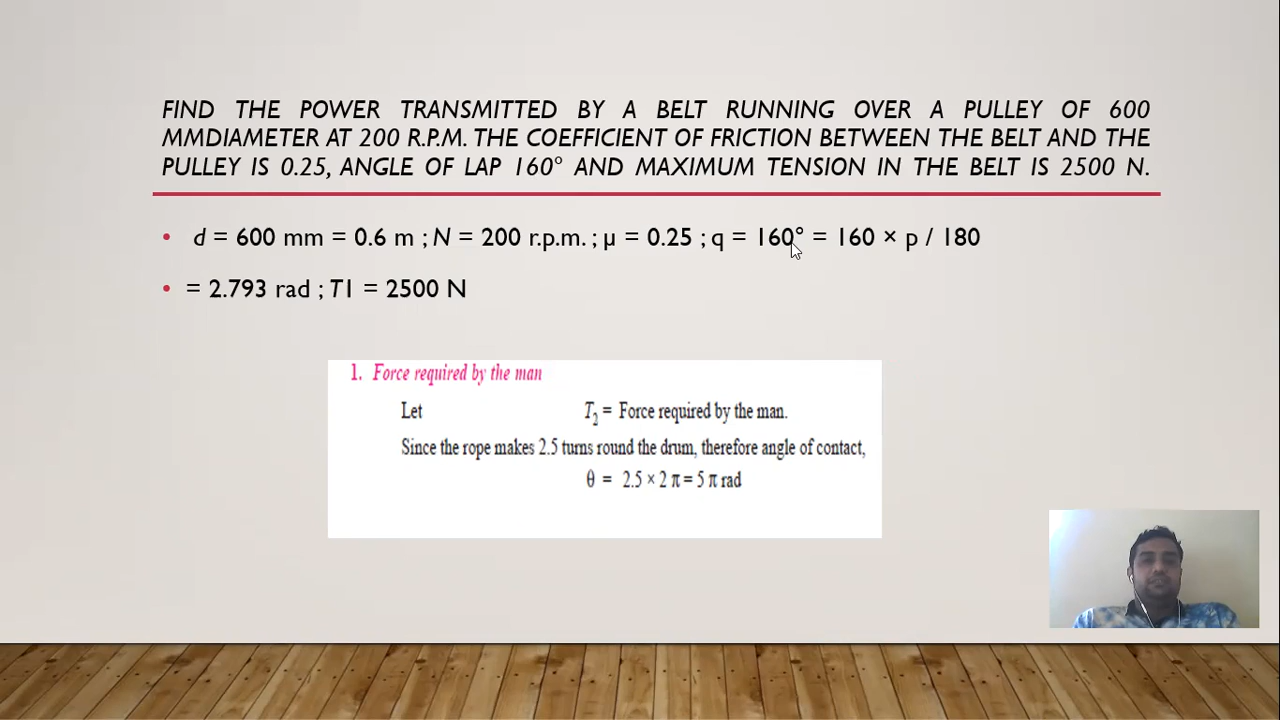 FIND THE POWER TRANSMITTED BY A BELT RUNNING OVER A PULLEY OF 600
MMDIAMETER AT 200 R.P.M. THE COEFFICIENT OF FRICTION BETWEEN THE BELT AND THE
PULLEY IS 0.25, ANGLE OF LAP 160° AND MAXIMUM TENSION IN THE BELT IS 2500 N.
• d = 600 mm = 0.6 m ; N = 200 r.p.m. ; μ = 0.25 ; q = 160° = 160 × p / 180
• = 2.793 rad ; T1 = 2500 N
1. Force required by the man
Let T₂ = Force required by the man.
Since the rope makes 2.5 turns round the drum, therefore angle of contact,
θ = 2.5 × 2 π = 5 π rad